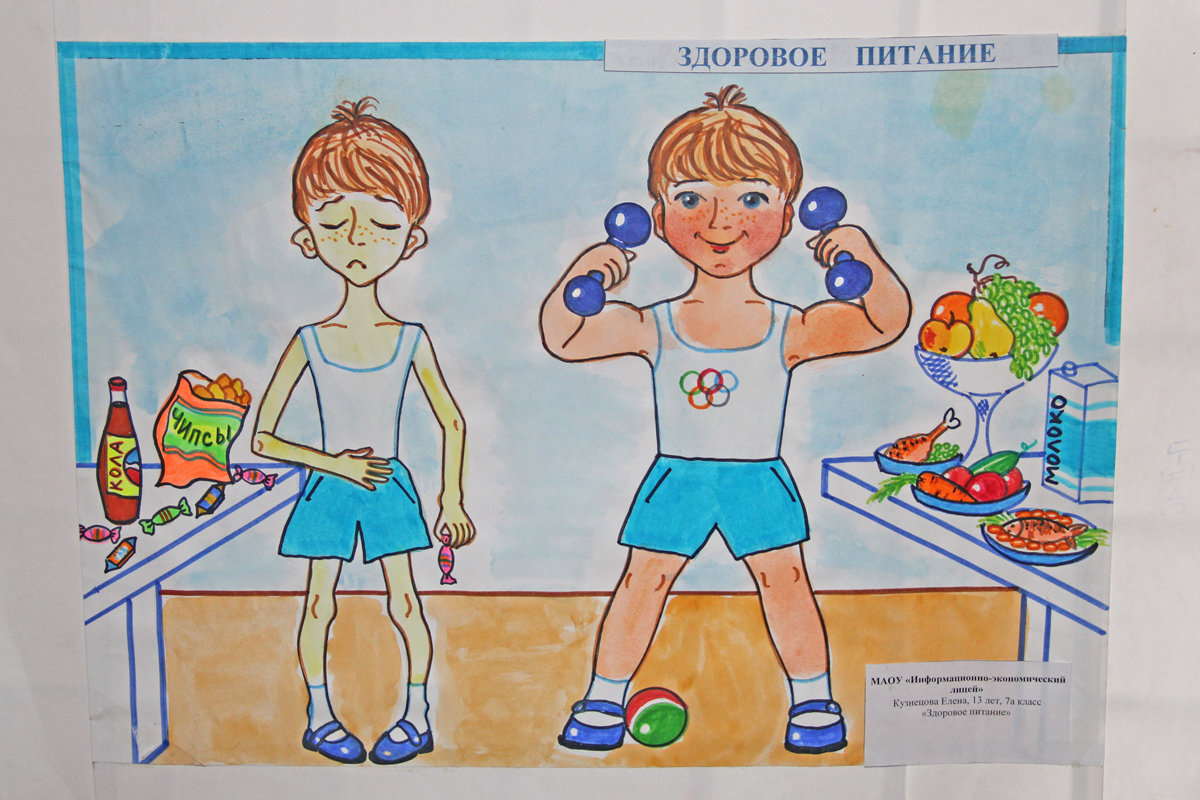 ЗДОРОВОЕ ПИТАНИЕ
КОЛА
ЧИПСЫ
МОЛОКО
МАОУ «Информационно-экономический
лицей»
Кузнецова Елена, 13 лет, 7а класс
«Здоровое питание»